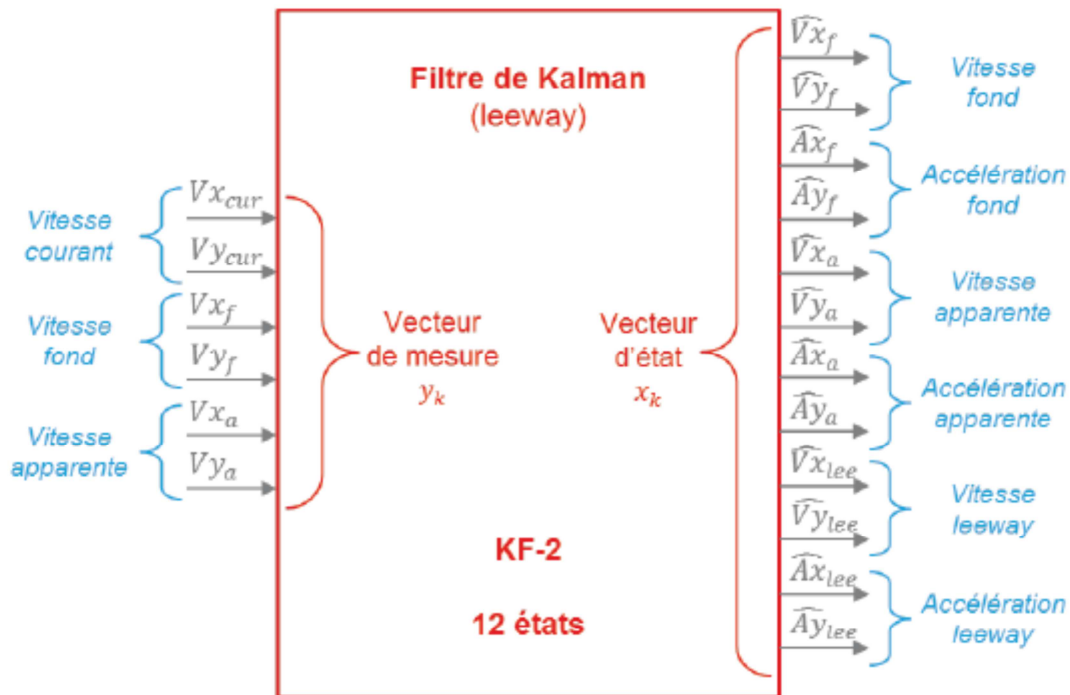 Filtre de Kalman
(leeway)
Vitesse
courant
Vx_cur
Vy_cur
Vitesse
fond
Vx_f
Vy_f
Vitesse
apparente
Vx_a
Vy_a
Vecteur
de mesure
y_k
Vecteur
d'état
x_k
KF-2
12 états
V̂x_f
V̂y_f
Vitesse
fond
Âx_f
Ây_f
Accélération
fond
V̂x_a
V̂y_a
Vitesse
apparente
Âx_a
Ây_a
Accélération
apparente
V̂x_lee
V̂y_lee
Vitesse
leeway
Âx_lee
Ây_lee
Accélération
leeway